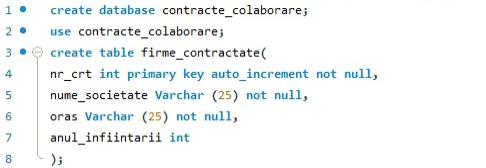 1 create database contracte_colaborare;
2 use contracte_colaborare;
3 create table firme_contractate(
4 nr_crt int primary key auto_increment not null,
5 nume_societate Varchar (25) not null,
6 oras Varchar (25) not null,
7 anul_infiintarii int
8 );